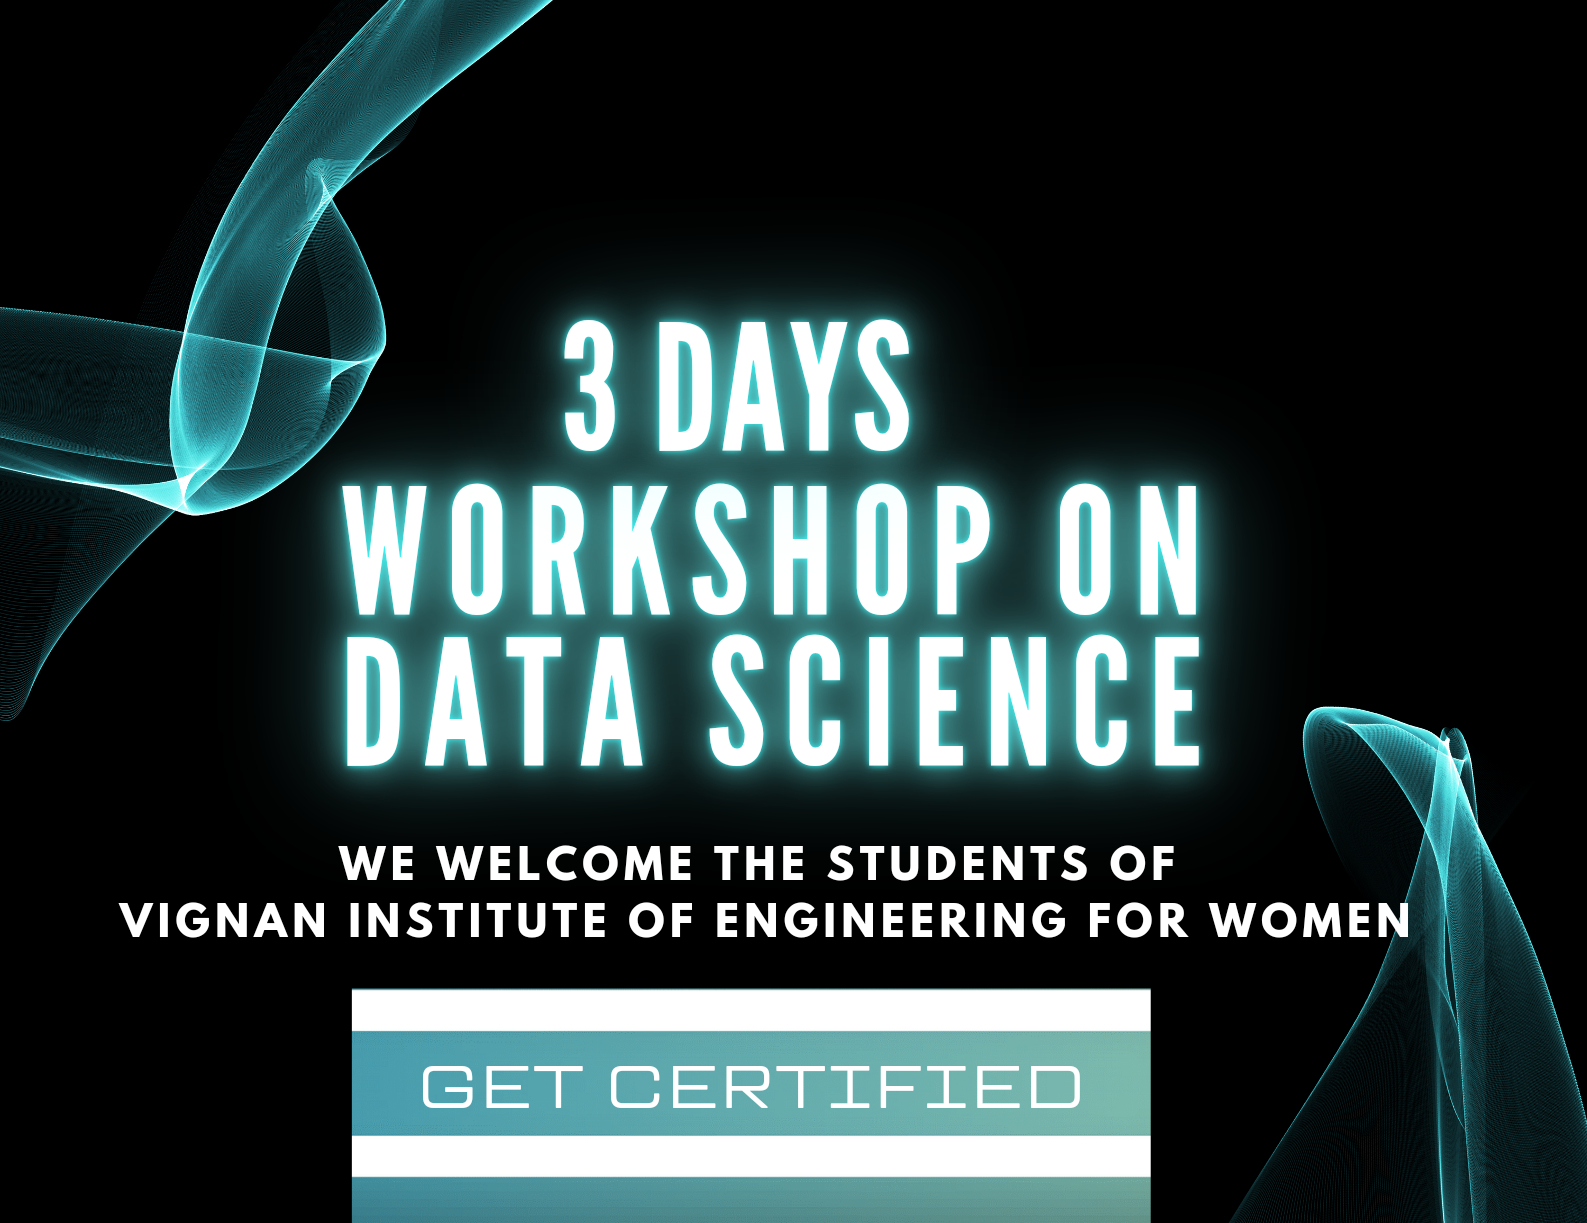 3 DAYS
WORKSHOP ON
DATA SCIENCE
WE WELCOME THE STUDENTS OF
VIGNAN INSTITUTE OF ENGINEERING FOR WOMEN
GET CERTIFIED